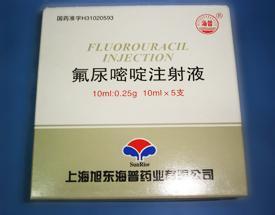 国药准字H31020593
海普
FLUOROURACIL
INJECTION
氟尿嘧啶注射液
10ml:0.25g 10ml×5支
SunRise
上海旭东海普药业有限公司